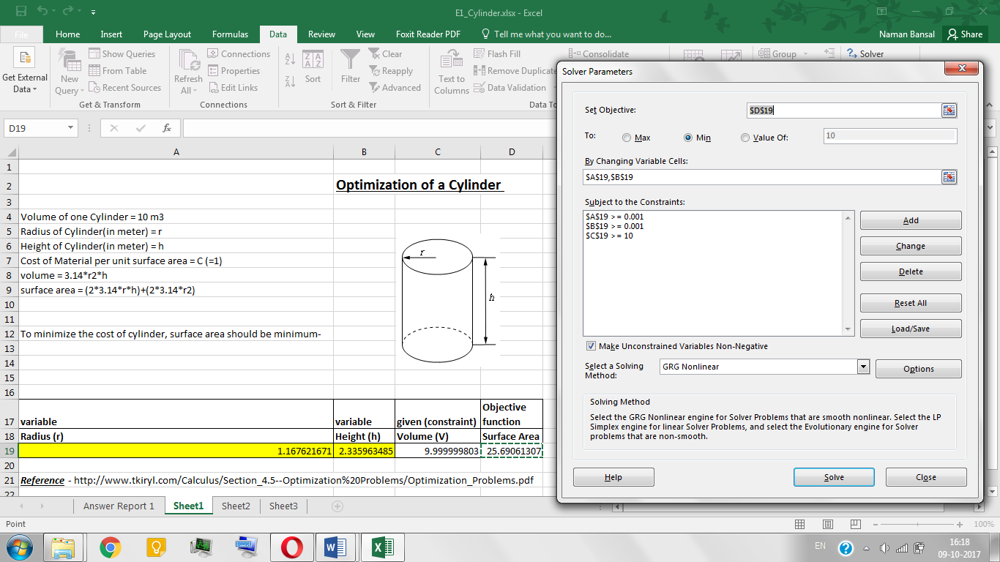 E1_Cylinder.xlsx - Excel
File Home Insert Page Layout Formulas Data Review View Foxit Reader PDF Tell me what you want to do... Naman Bansal Share
Get External Data
New Query
Show Queries
From Table
Recent Sources
Get & Transform
Refresh All
Connections
Properties
Edit Links
Connections
Sort
Filter
Clear
Reapply
Advanced
Sort & Filter
Text to Columns
Flash Fill
Remove Duplicate
Data Validation
Consolidate
Data To
Group
Solver
D19
fx
A B C D
1
2 Optimization of a Cylinder
3
4 Volume of one Cylinder = 10 m3
5 Radius of Cylinder(in meter) = r
6 Height of Cylinder(in meter) = h
7 Cost of Material per unit surface area = C (=1)
8 volume = 3.14*r2*h
9 surface area = (2*3.14*r*h)+(2*3.14*r2)
10
11
12 To minimize the cost of cylinder, surface area should be minimum-
13
14
15
16
r
h
17 variable variable given (constraint) Objective function
18 Radius (r) Height (h) Volume (V) Surface Area
19 1.167621671 2.335963485 9.999999803 25.69061307
20
21 Reference - http://www.tkiryl.com/Calculus/Section_4.5--Optimization%20Problems/Optimization_Problems.pdf
22
Answer Report 1 Sheet1 Sheet2 Sheet3
Point
100%
Solver Parameters
Set Objective: $D$19
To: Max Min Value Of: 10
By Changing Variable Cells:
$A$19,$B$19
Subject to the Constraints:
$A$19 >= 0.001
$B$19 >= 0.001
$C$19 >= 10
Add
Change
Delete
Reset All
Load/Save
Make Unconstrained Variables Non-Negative
Select a Solving Method: GRG Nonlinear
Options
Solving Method
Select the GRG Nonlinear engine for Solver Problems that are smooth nonlinear. Select the LP
Simplex engine for linear Solver Problems, and select the Evolutionary engine for Solver
problems that are non-smooth.
Help Solve Close
EN
16:18
09-10-2017